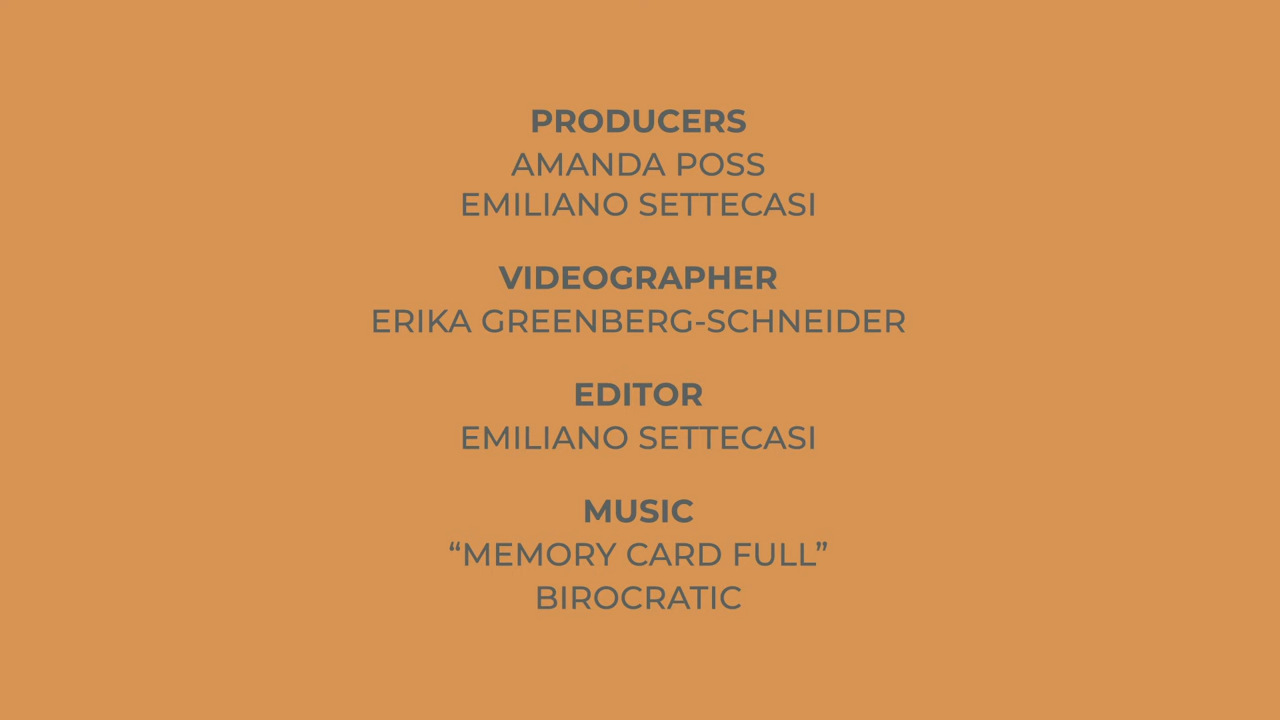 PRODUCERS
AMANDA POSS
EMILIANO SETTECASI
VIDEOGRAPHER
ERIKA GREENBERG-SCHNEIDER
EDITOR
EMILIANO SETTECASI
MUSIC
“MEMORY CARD FULL”
BIROCRATIC